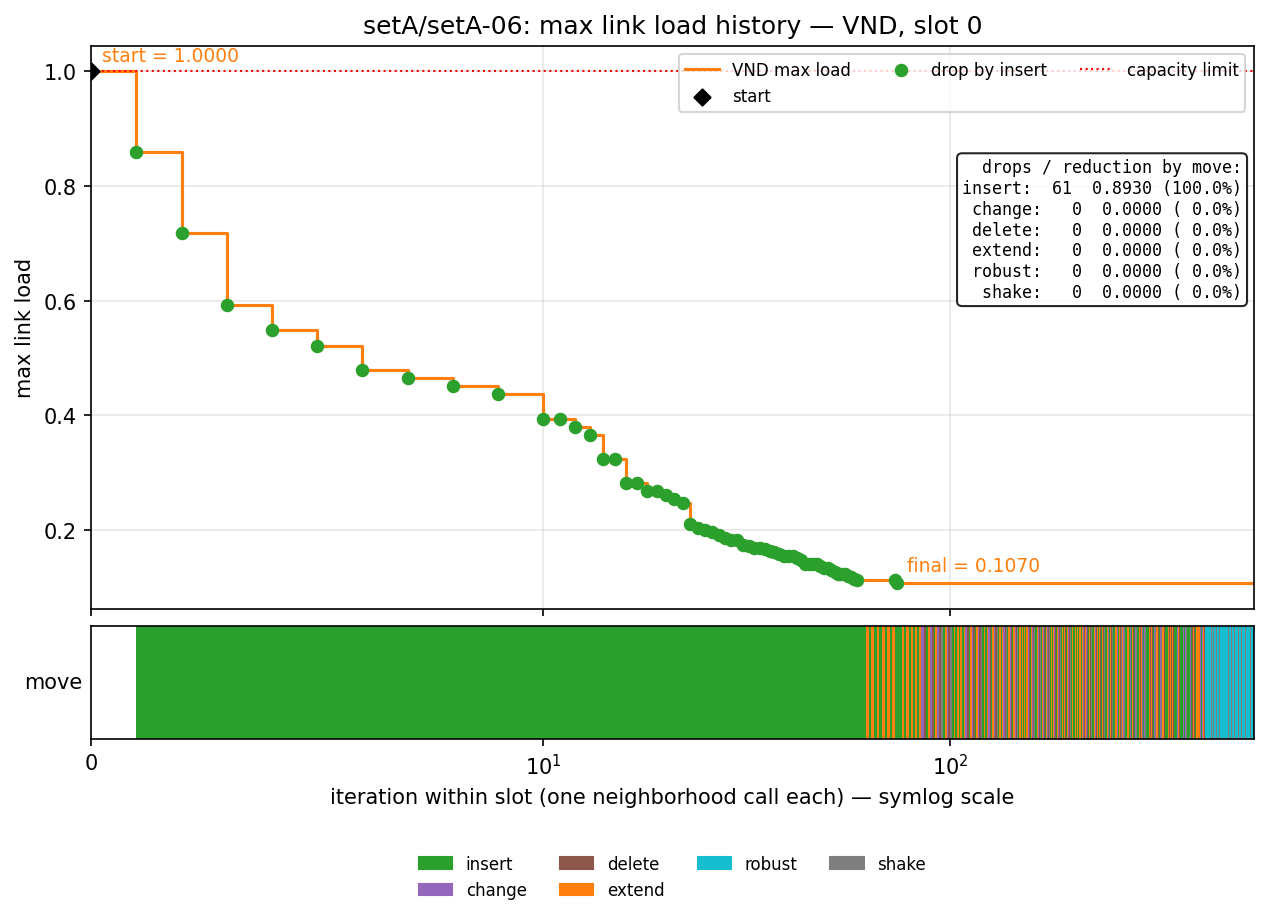 setA/setA-06: max link load history — VND, slot 0
start = 1.0000
VND max load
drop by insert
capacity limit
start
drops / reduction by move:
insert: 61 0.8930 (100.0%)
change: 0 0.0000 ( 0.0%)
delete: 0 0.0000 ( 0.0%)
extend: 0 0.0000 ( 0.0%)
robust: 0 0.0000 ( 0.0%)
shake: 0 0.0000 ( 0.0%)
max link load
1.0
0.8
0.6
0.4
0.2
final = 0.1070
move
0
10¹
10²
iteration within slot (one neighborhood call each) — symlog scale
insert
delete
robust
shake
change
extend